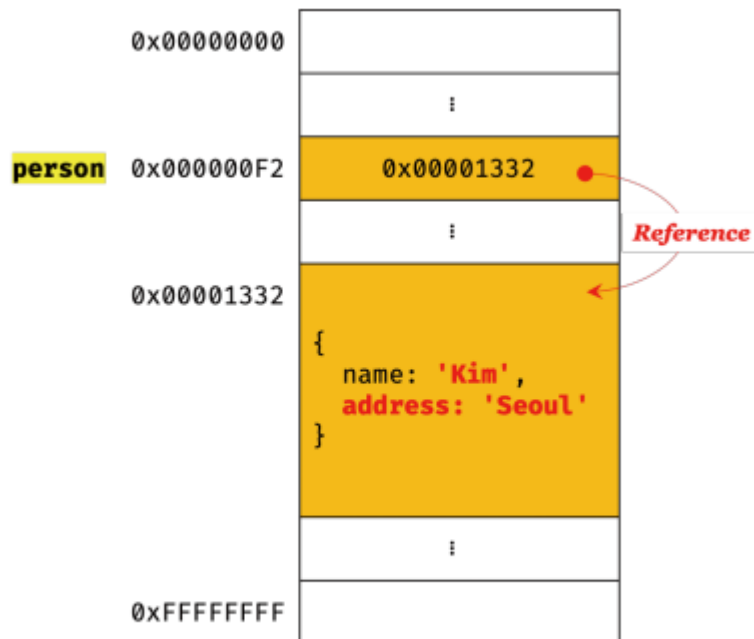 0x00000000
⋮
person 0x000000F2 0x00001332
⋮
Reference
0x00001332
{
name: 'Kim',
address: 'Seoul'
}
⋮
0xFFFFFFFF